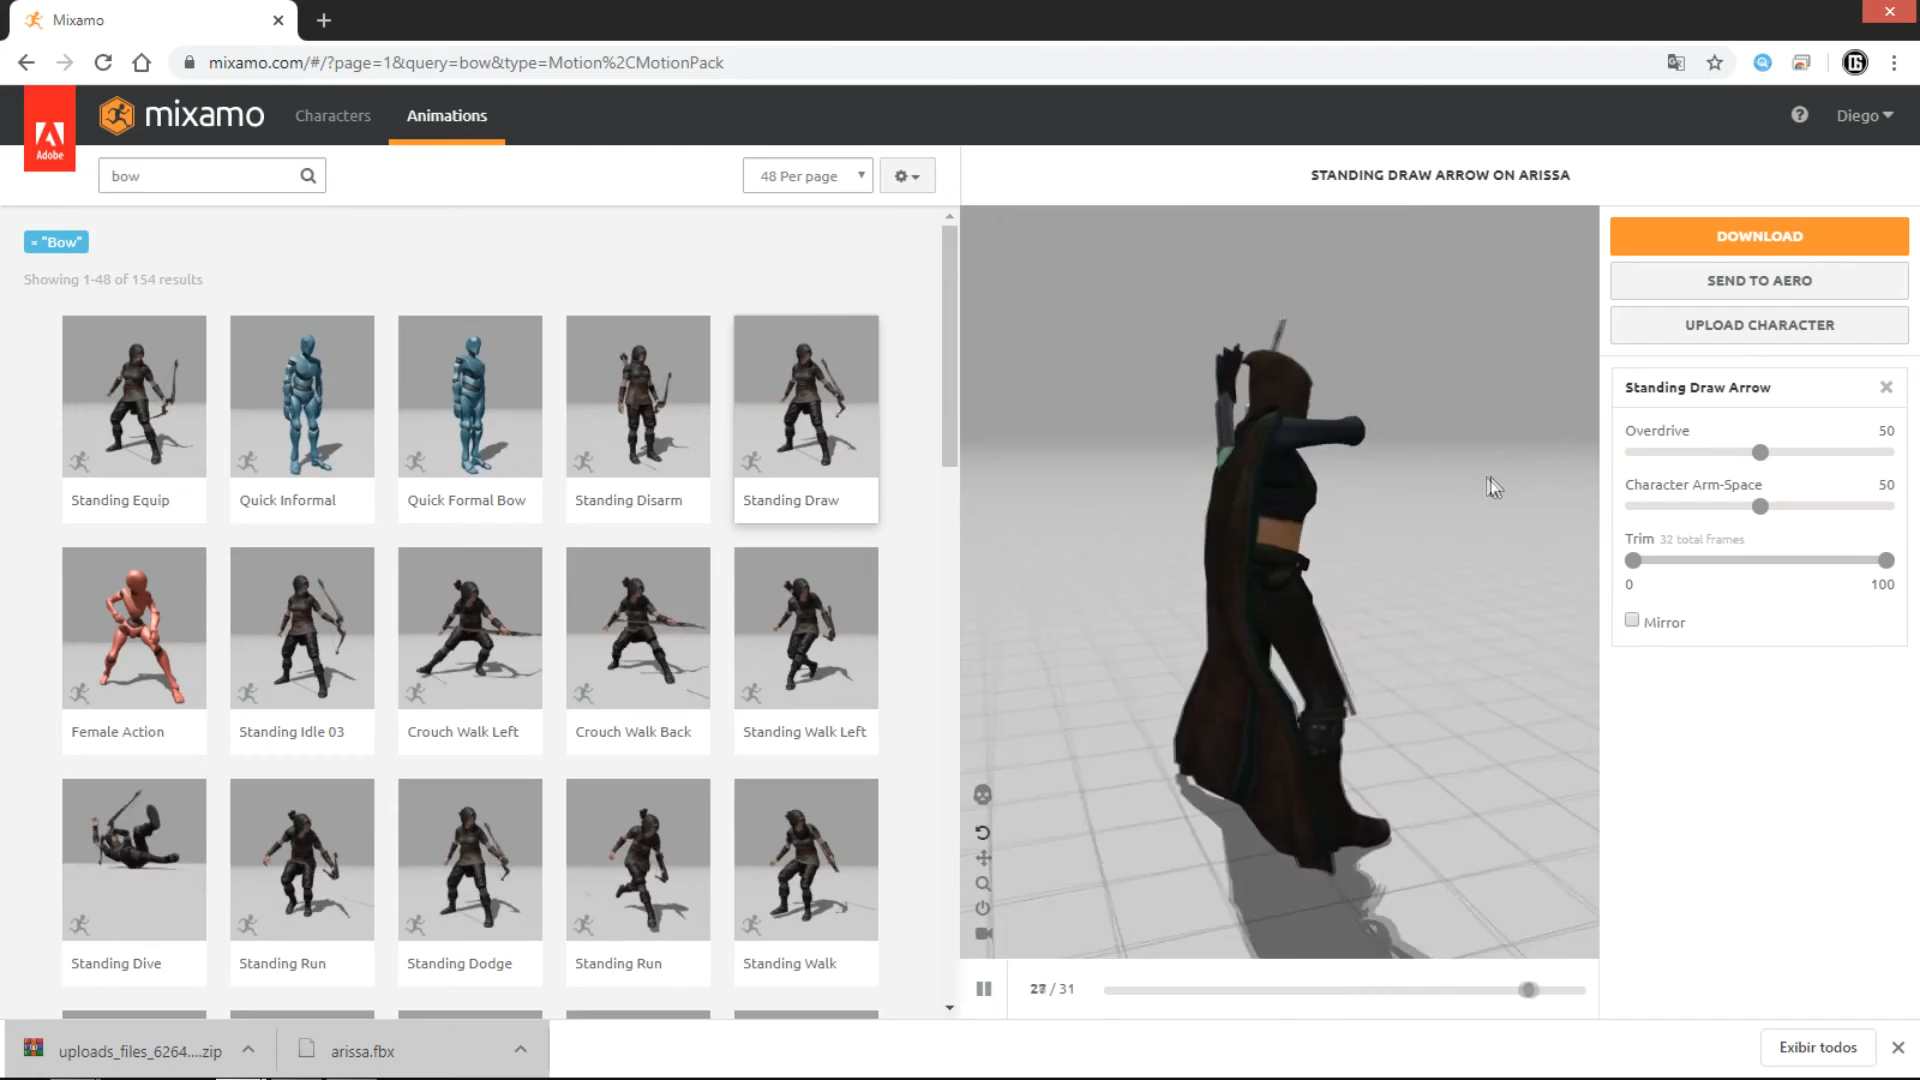 Mixamo
mixamo.com/#/?page=1&query=bow&type=Motion%2CMotionPack
Adobe
mixamo
Characters
Animations
Diego
bow
48 Per page
STANDING DRAW ARROW ON ARISSA
= "Bow"
Showing 1-48 of 154 results
Standing Equip
Quick Informal
Quick Formal Bow
Standing Disarm
Standing Draw
Female Action
Standing Idle 03
Crouch Walk Left
Crouch Walk Back
Standing Walk Left
Standing Dive
Standing Run
Standing Dodge
Standing Run
Standing Walk
DOWNLOAD
SEND TO AERO
UPLOAD CHARACTER
Standing Draw Arrow
Overdrive 50
Character Arm-Space 50
Trim 32 total frames
0 100
Mirror
/ 31
uploads_files_6264....zip
arissa.fbx
Exibir todos